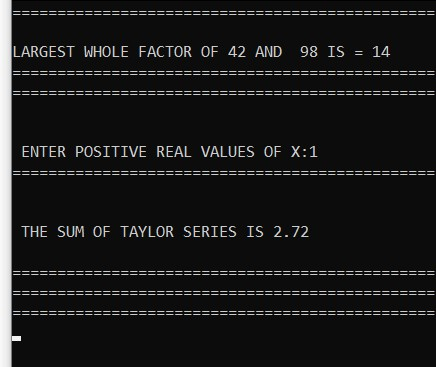 ================================================
LARGEST WHOLE FACTOR OF 42 AND  98 IS = 14
================================================
================================================
ENTER POSITIVE REAL VALUES OF X:1
================================================
THE SUM OF TAYLOR SERIES IS 2.72
================================================
================================================
================================================